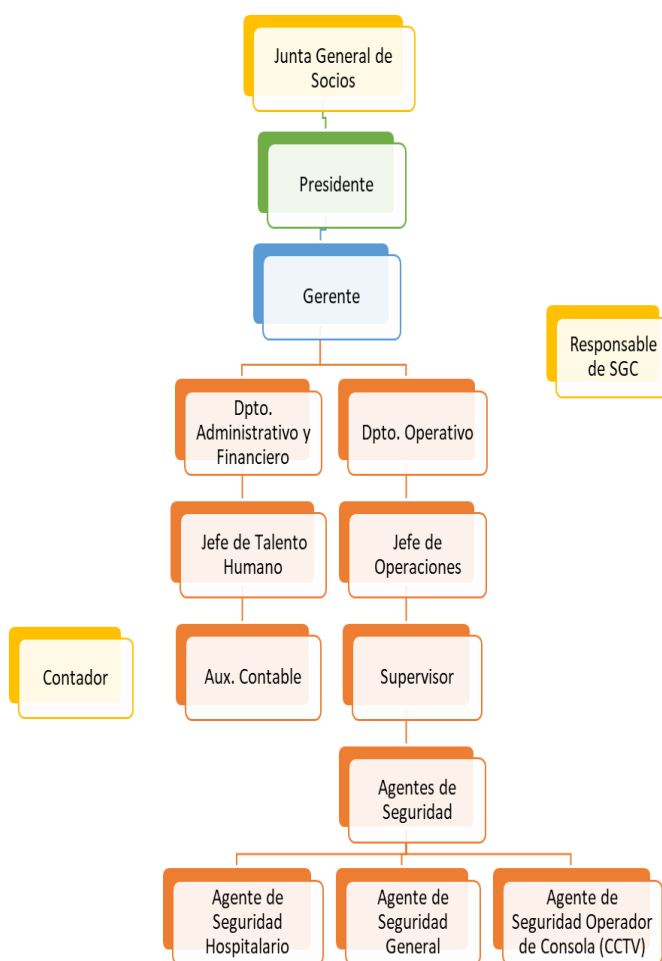 Junta General de
Socios
Presidente
Gerente
Responsable
de SGC
Dpto.
Administrativo y
Financiero
Dpto. Operativo
Jefe de Talento
Humano
Jefe de
Operaciones
Contador
Aux. Contable
Supervisor
Agentes de
Seguridad
Agente de
Seguridad
Hospitalario
Agente de
Seguridad
General
Agente de
Seguridad Operador
de Consola (CCTV)